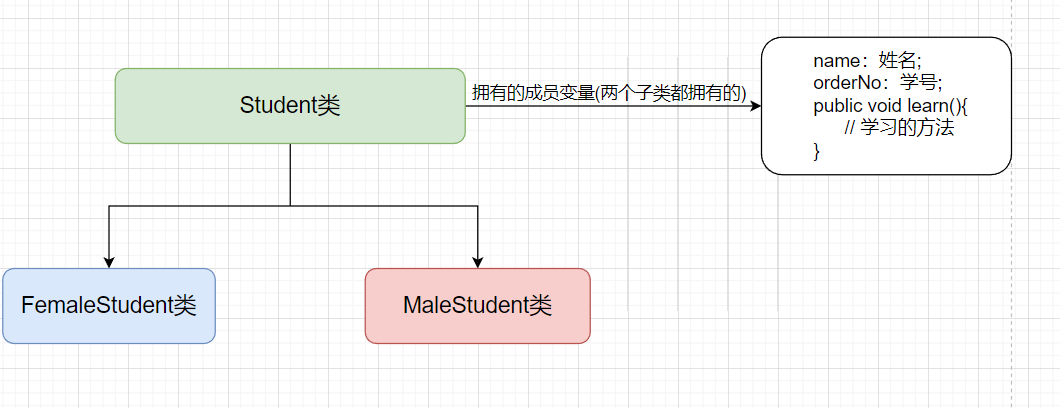 Student类
拥有的成员变量(两个子类都拥有的)
name：姓名;
orderNo：学号;
public void learn(){
// 学习的方法
}
FemaleStudent类
MaleStudent类